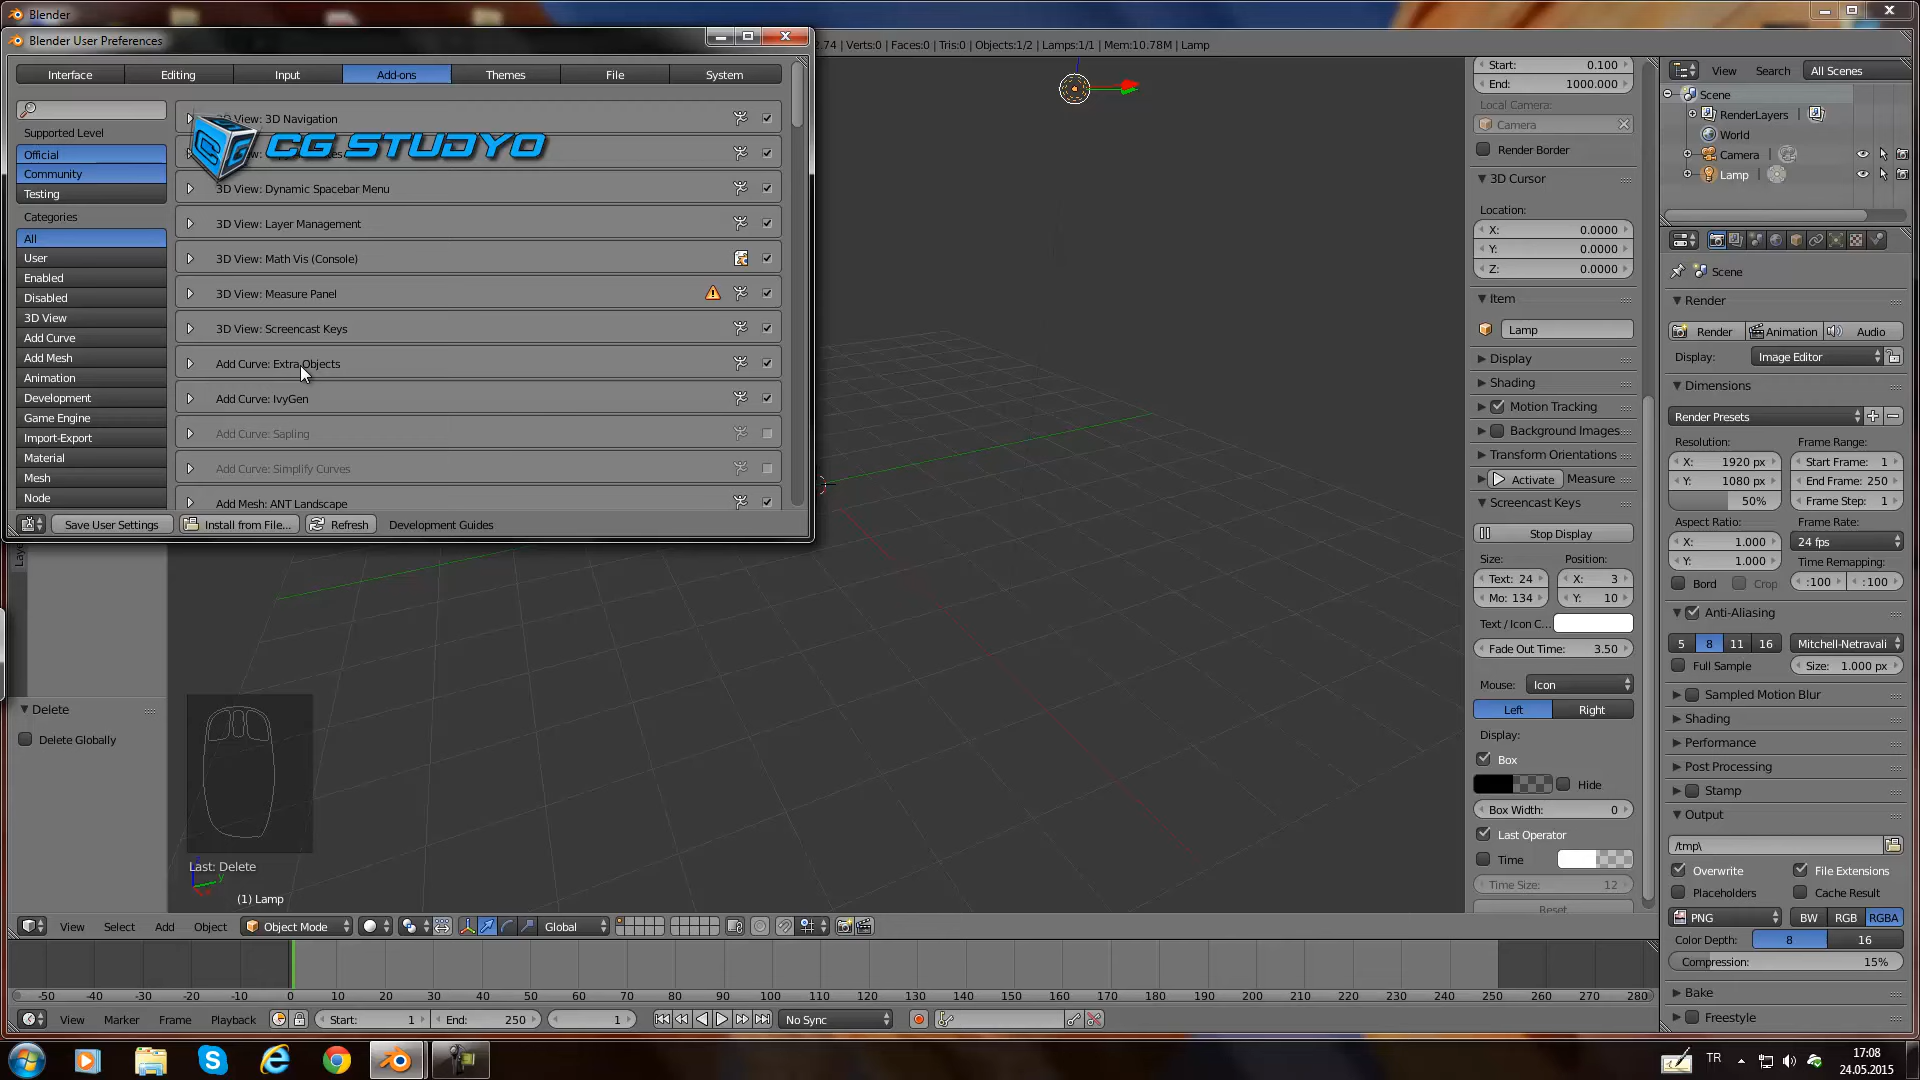 Blender
Blender User Preferences
2.74 | Verts:0 | Faces:0 | Tris:0 | Objects:1/2 | Lamps:1/1 | Mem:10.78M | Lamp
Interface Editing Input Add-ons Themes File System
Supported Level
Official
Community
Testing
Categories
All
User
Enabled
Disabled
3D View
Add Curve
Add Mesh
Animation
Development
Game Engine
Import-Export
Material
Mesh
Node
3D View: 3D Navigation
CG STUDYO
3D View: Dynamic Spacebar Menu
3D View: Layer Management
3D View: Math Vis (Console)
3D View: Measure Panel
3D View: Screencast Keys
Add Curve: Extra Objects
Add Curve: IvyGen
Add Curve: Sapling
Add Curve: Simplify Curves
Add Mesh: ANT Landscape
Save User Settings Install from File... Refresh Development Guides
Delete
Delete Globally
Last: Delete
(1) Lamp
Start: 0.100
End: 1000.000
Local Camera:
Camera
Render Border
3D Cursor
Location:
X: 0.0000
Y: 0.0000
Z: 0.0000
Item
Lamp
Display
Shading
Motion Tracking
Background Images
Transform Orientations
Activate Measure
Screencast Keys
Stop Display
Size: Position:
Text: 24 X: 3
Mo: 134 Y: 10
Text / Icon C...
Fade Out Time: 3.50
Mouse: Icon
Left Right
Display:
Box
Hide
Box Width: 0
Last Operator
Time
Time Size: 12
Reset
View Search All Scenes
Scene
RenderLayers
World
Camera
Lamp
Scene
Render
Render Animation Audio
Display: Image Editor
Dimensions
Render Presets
Resolution: Frame Range:
X: 1920 px Start Frame: 1
Y: 1080 px End Frame: 250
50% Frame Step: 1
Aspect Ratio: Frame Rate:
X: 1.000 24 fps
Y: 1.000 Time Remapping:
Bord Crop :100 :100
Anti-Aliasing
5 8 11 16 Mitchell-Netravali
Full Sample Size: 1.000 px
Sampled Motion Blur
Shading
Performance
Post Processing
Stamp
Output
/tmp\
Overwrite File Extensions
Placeholders Cache Result
PNG BW RGB RGBA
Color Depth: 8 16
Compression: 15%
Bake
Freestyle
View Select Add Object Object Mode Global
-50 -40 -30 -20 -10 0 10 20 30 40 50 60 70 80 90 100 110 120 130 140 150 160 170 180 190 200 210 220 230 240 250 260 270 280
View Marker Frame Playback Start: 1 End: 250 1 No Sync
TR 17:08
24.05.2015